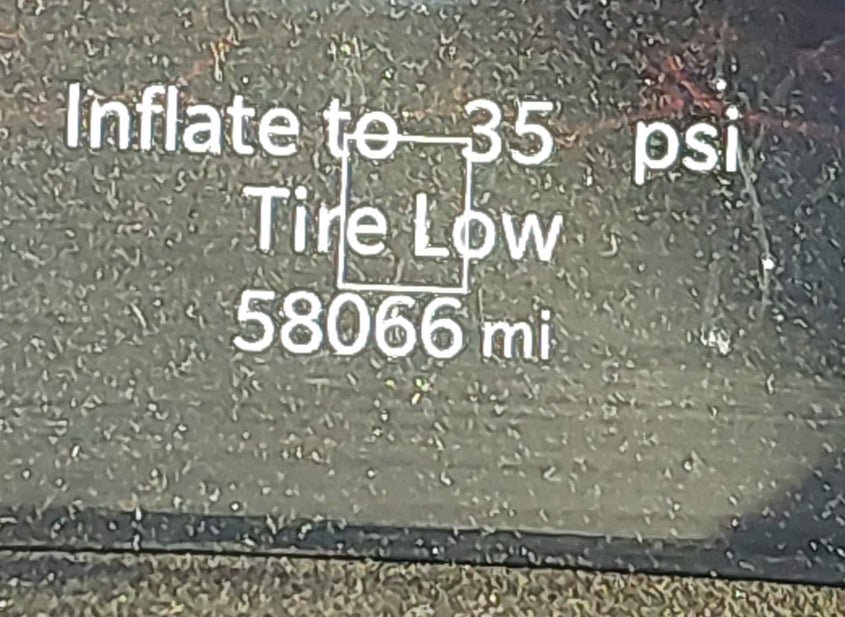 Inflate to 35 psi
Tire Low
58066 mi